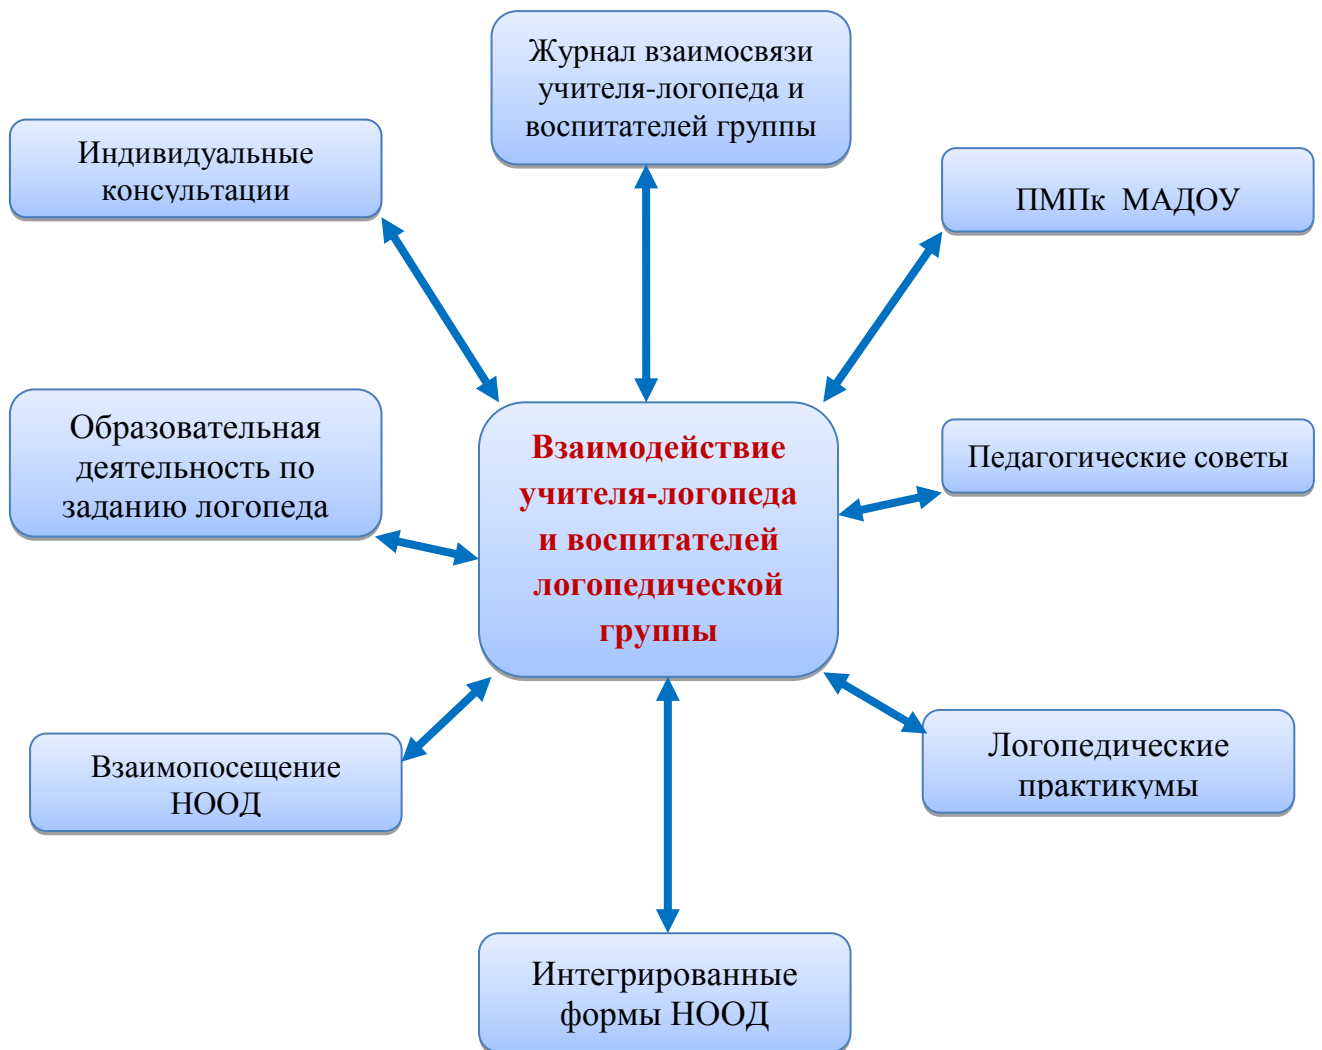 Журнал взаимосвязи
учителя-логопеда и
воспитателей группы
Индивидуальные
консультации
ПМПк МАДОУ
Образовательная
деятельность по
заданию логопеда
Взаимодействие
учителя-логопеда
и воспитателей
логопедической
группы
Педагогические советы
Взаимопосещение
НООД
Логопедические
практикумы
Интегрированные
формы НООД